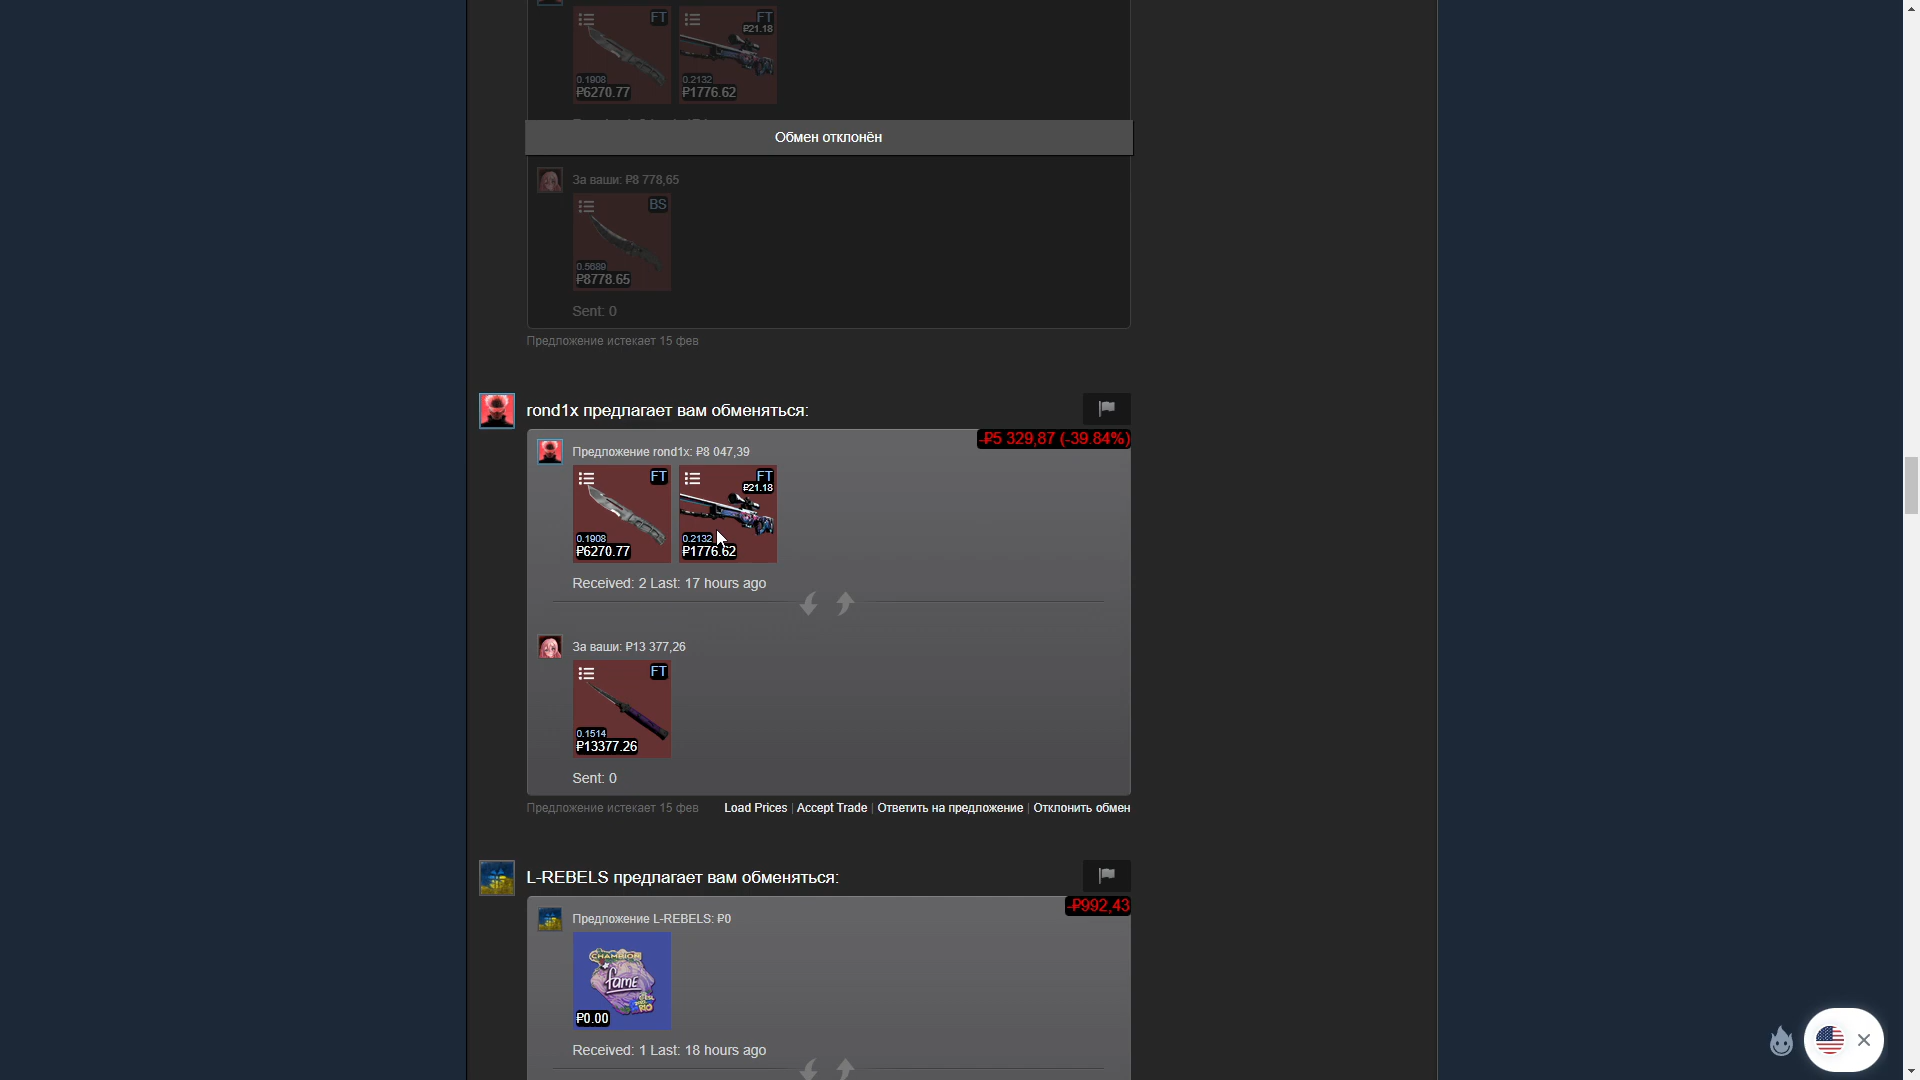 FT
FT
₽21.18
0.1908
₽6270.77
0.2132
₽1776.62
Обмен отклонён
За ваши: ₽8 778,65
BS
0.5689
₽8778.65
Sent: 0
Предложение истекает 15 фев
rond1x предлагает вам обменяться:
-₽5 329,87 (-39.84%)
Предложение rond1x: ₽8 047,39
FT
FT
₽21.18
0.1908
₽6270.77
0.2132
₽1776.62
Received: 2 Last: 17 hours ago
За ваши: ₽13 377,26
FT
0.1514
₽13377.26
Sent: 0
Предложение истекает 15 фев
Load Prices | Accept Trade | Ответить на предложение | Отклонить обмен
L-REBELS предлагает вам обменяться:
-₽992,43
Предложение L-REBELS: ₽0
CHAMPION
fame
RIO
₽0.00
Received: 1 Last: 18 hours ago